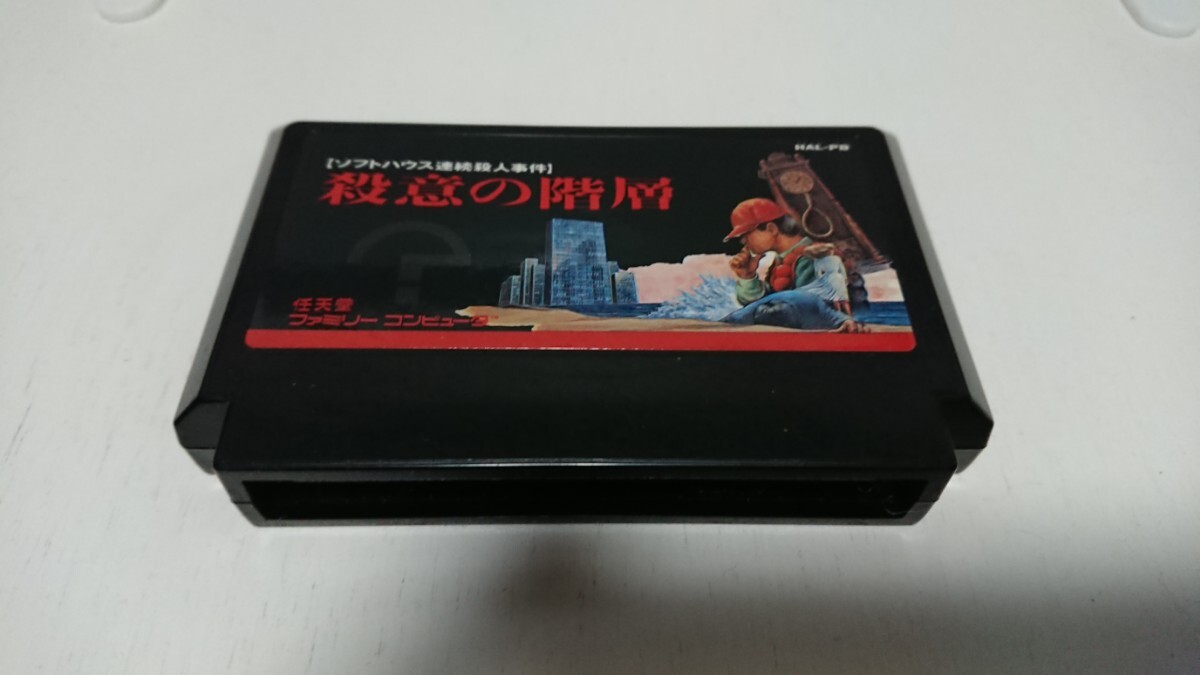 HAL-PS
【ソフトハウス連続殺人事件】
殺意の階層
任天堂
ファミリー コンピュータ